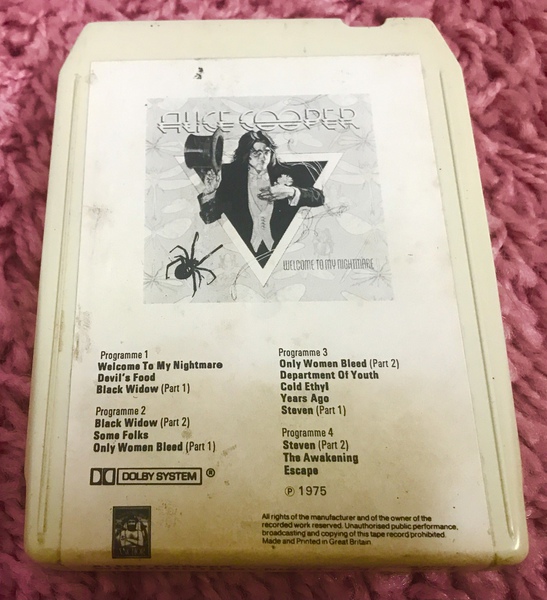 ALICE COOPER
WELCOME TO MY NIGHTMARE
Programme 1
Welcome To My Nightmare
Devil's Food
Black Widow (Part 1)
Programme 2
Black Widow (Part 2)
Some Folks
Only Women Bleed (Part 1)
DOLBY SYSTEM ®
Programme 3
Only Women Bleed (Part 2)
Department Of Youth
Cold Ethyl
Years Ago
Steven (Part 1)
Programme 4
Steven (Part 2)
The Awakening
Escape
℗ 1975
All rights of the manufacturer and of the owner of the
recorded work reserved. Unauthorised public performance,
broadcasting and copying of this tape record prohibited.
Made and Printed in Great Britain.